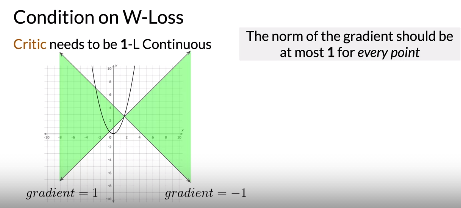 Condition on W-Loss
Critic needs to be 1-L Continuous
The norm of the gradient should be
at most 1 for every point
gradient = 1
gradient = −1